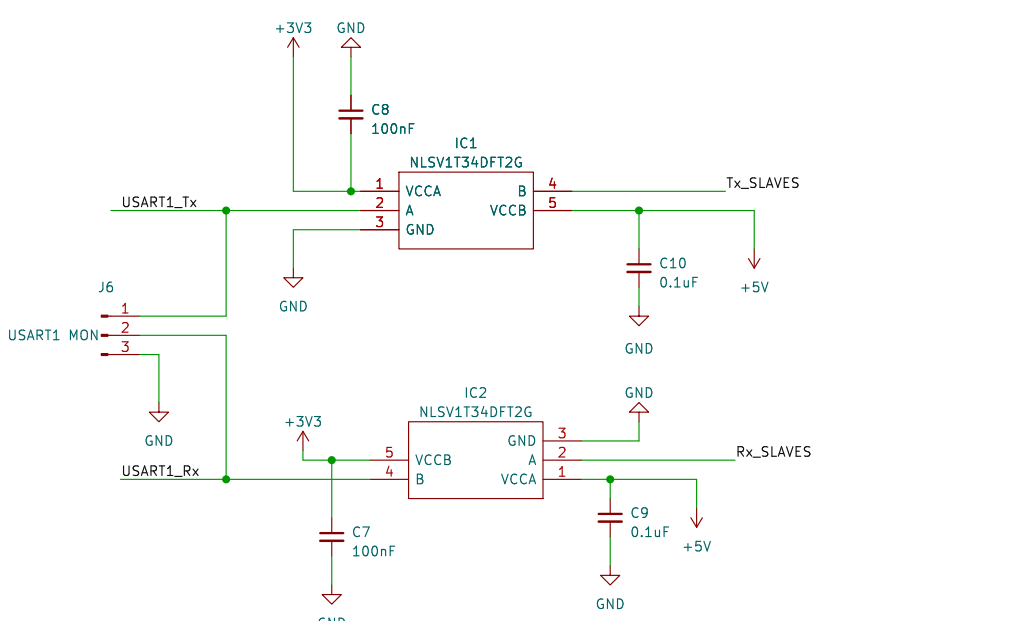 +3V3
GND
C8
100nF
IC1
NLSV1T34DFT2G
1
VCCA
B
4
Tx_SLAVES
USART1_Tx
2
A
VCCB
5
3
GND
C10
0.1uF
+5V
GND
J6
1
USART1 MON
2
3
GND
GND
GND
IC2
NLSV1T34DFT2G
+3V3
GND
3
5
VCCB
A
2
Rx_SLAVES
USART1_Rx
4
B
VCCA
1
C7
100nF
C9
0.1uF
+5V
GND